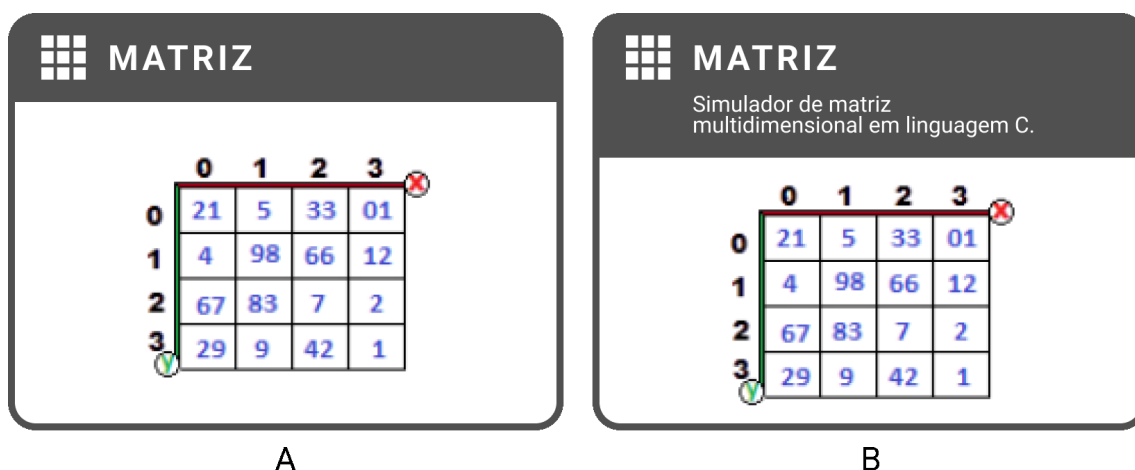 MATRIZ
0 1 2 3 X
0 21 5 33 01
1 4 98 66 12
2 67 83 7 2
3 29 9 42 1
y
A
MATRIZ
Simulador de matriz
multidimensional em linguagem C.
0 1 2 3 X
0 21 5 33 01
1 4 98 66 12
2 67 83 7 2
3 29 9 42 1
y
B